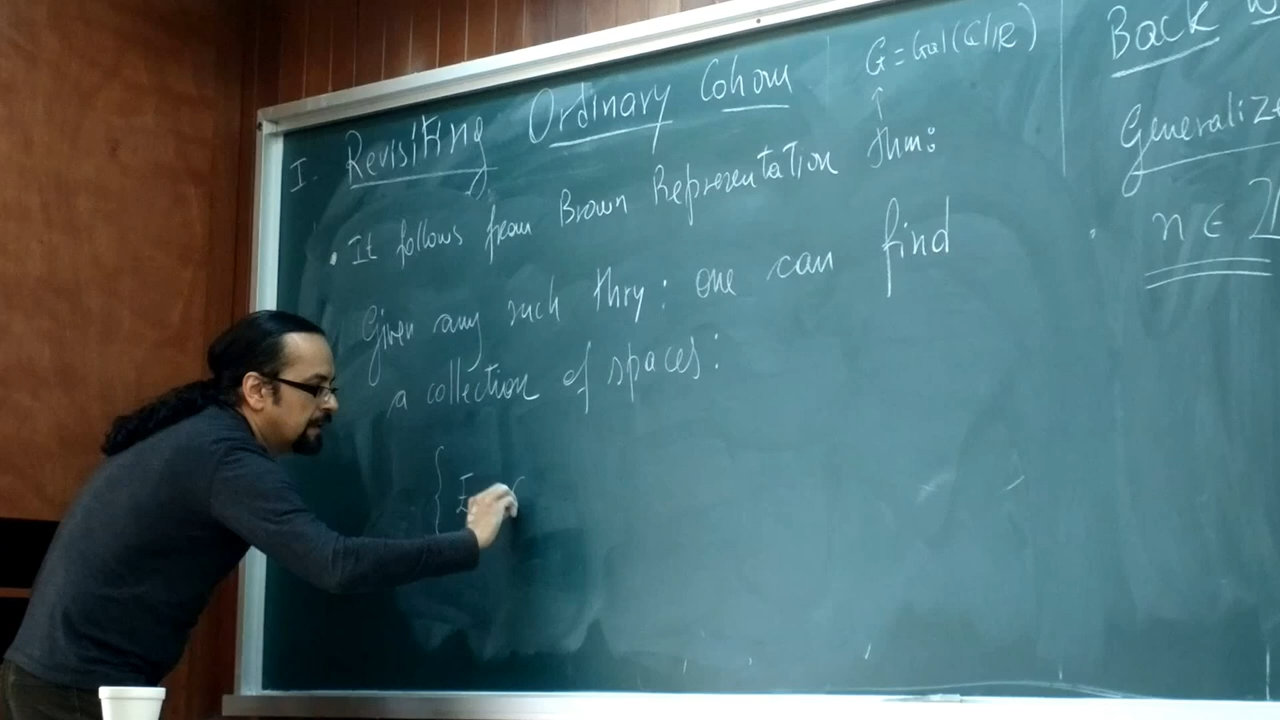 I. Revisiting Ordinary Cohom
G = Gal(C/R)
↑
• It follows from Brown Representation thm:
Given any such thry: one can find
a collection of spaces:
{ E
Back
Generaliz
n ∈